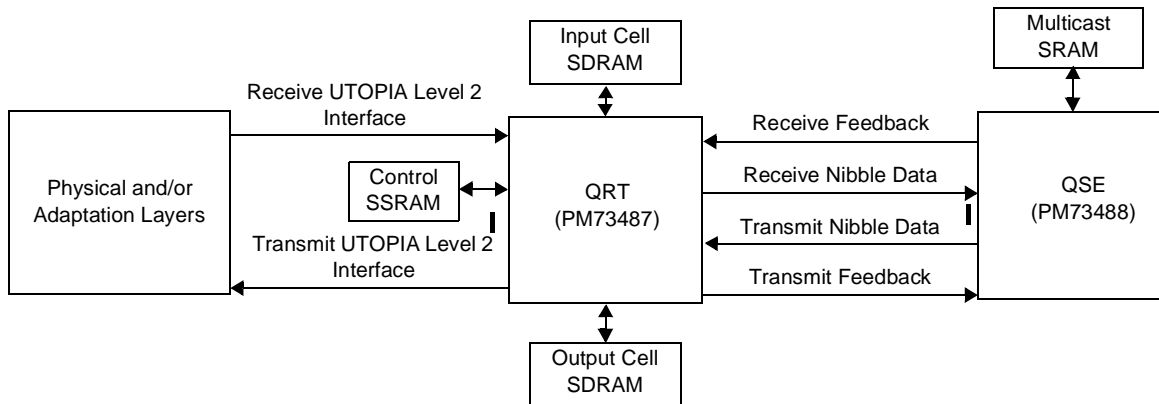 Input Cell
SDRAM
Multicast
SRAM
Receive UTOPIA Level 2
Interface
Receive Feedback
Physical and/or
Adaptation Layers
Control
SSRAM
QRT
(PM73487)
Receive Nibble Data
QSE
(PM73488)
Transmit Nibble Data
Transmit UTOPIA Level 2
Interface
Transmit Feedback
Output Cell
SDRAM